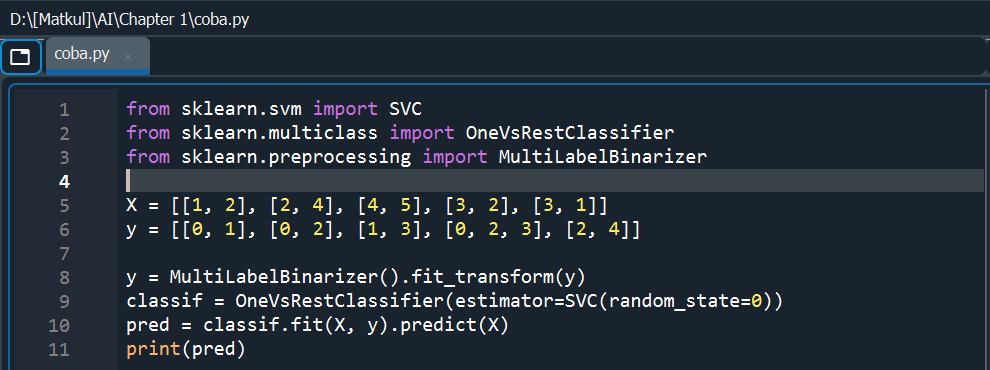 D:\[Matkul]\AI\Chapter 1\coba.py
coba.py ×
1 from sklearn.svm import SVC
2 from sklearn.multiclass import OneVsRestClassifier
3 from sklearn.preprocessing import MultiLabelBinarizer
4
5 X = [[1, 2], [2, 4], [4, 5], [3, 2], [3, 1]]
6 y = [[0, 1], [0, 2], [1, 3], [0, 2, 3], [2, 4]]
7
8 y = MultiLabelBinarizer().fit_transform(y)
9 classif = OneVsRestClassifier(estimator=SVC(random_state=0))
10 pred = classif.fit(X, y).predict(X)
11 print(pred)